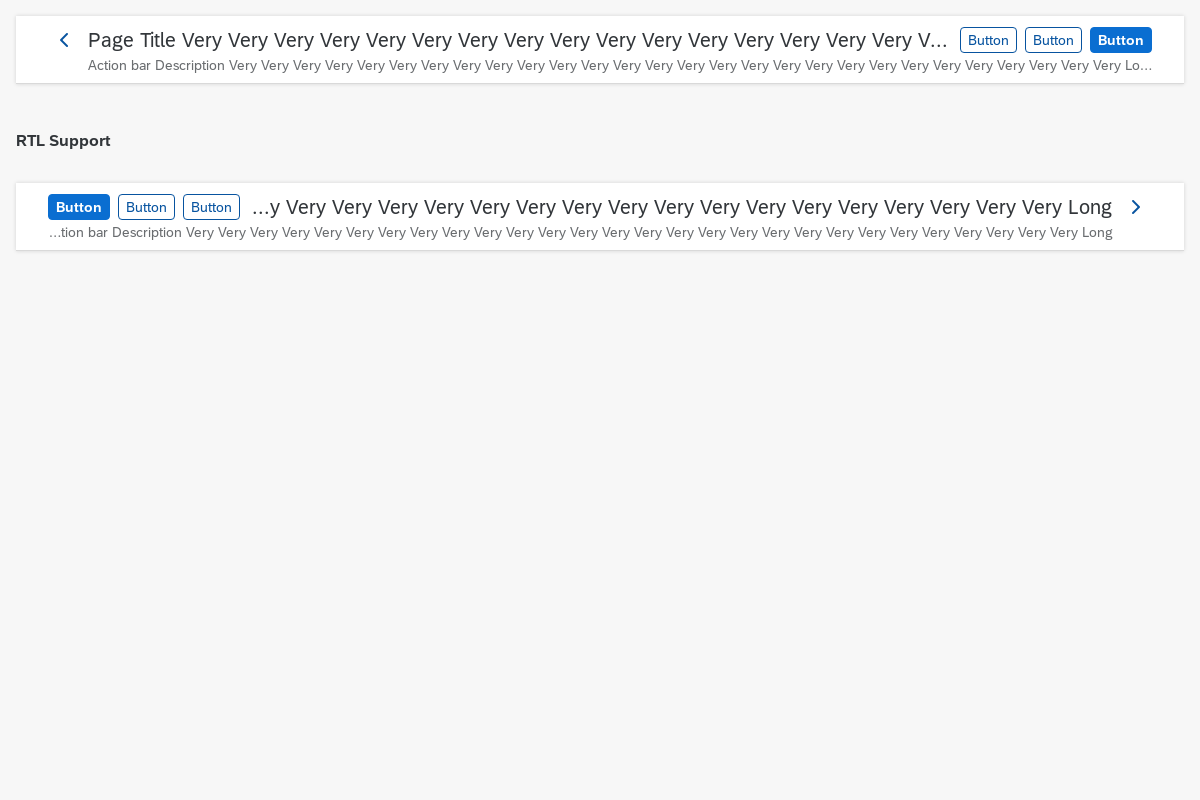 Page Title Very Very Very Very Very Very Very Very Very Very Very Very Very Very Very Very V… Button Button Button
Action bar Description Very Very Very Very Very Very Very Very Very Very Very Very Very Very Very Very Very Very Very Very Very Very Very Very Very Very Very Very Lo…
RTL Support
Button Button Button …y Very Very Very Very Very Very Very Very Very Very Very Very Very Very Very Very Very Long
…tion bar Description Very Very Very Very Very Very Very Very Very Very Very Very Very Very Very Very Very Very Very Very Very Very Very Very Very Very Very Very Long